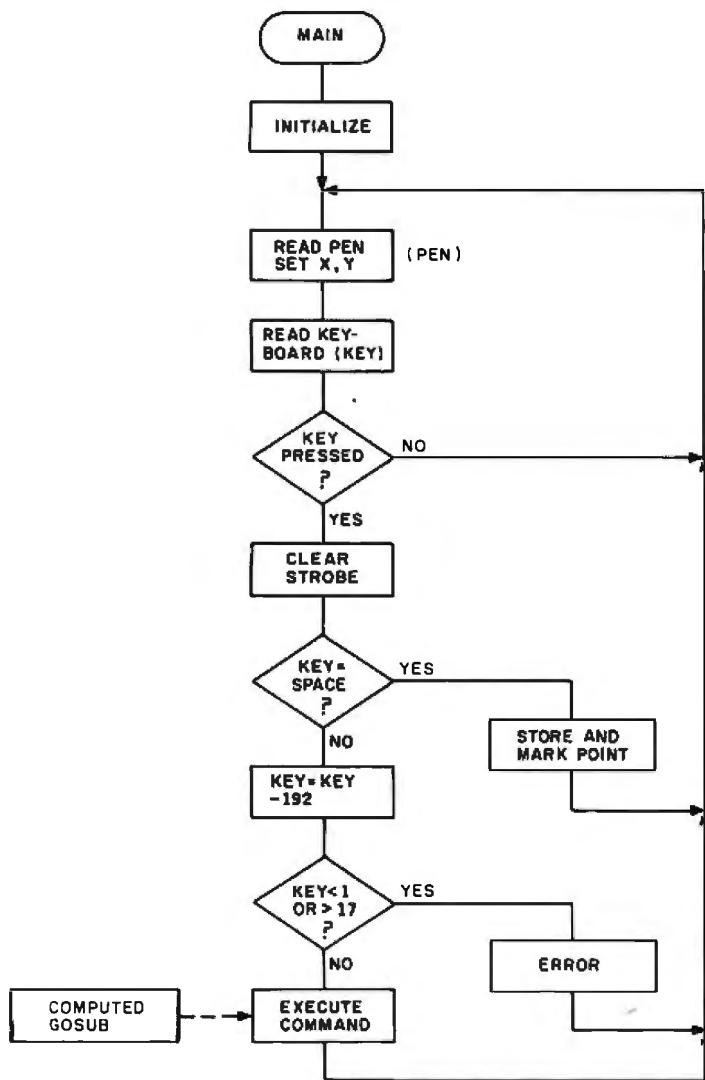 MAIN
INITIALIZE
READ PEN
SET X, Y
(PEN)
READ KEY-
BOARD (KEY)
KEY
PRESSED
?
NO
YES
CLEAR
STROBE
KEY=
SPACE
?
YES
NO
STORE AND
MARK POINT
KEY=KEY
-192
KEY<1
OR > 17
?
YES
NO
ERROR
COMPUTED
GOSUB
EXECUTE
COMMAND